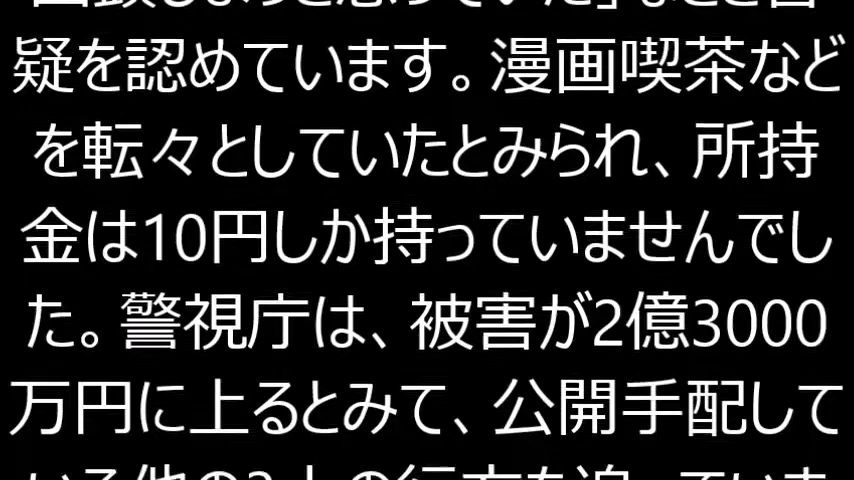 疑を認めています。漫画喫茶など
を転々としていたとみられ、所持
金は10円しか持っていませんでし
た。警視庁は、被害が2億3000
万円に上るとみて、公開手配して